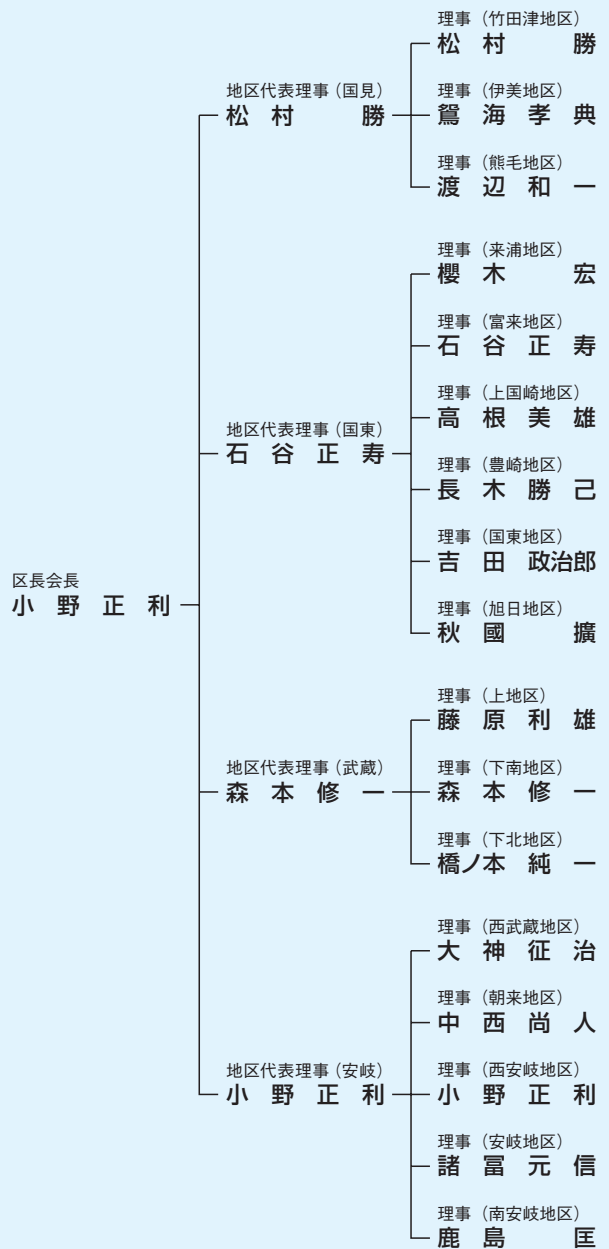 区長会長
小野正利
地区代表理事（国見）
松村勝
理事（竹田津地区）
松村勝
理事（伊美地区）
鴛海孝典
理事（熊毛地区）
渡辺和一
地区代表理事（国東）
石谷正寿
理事（来浦地区）
櫻木宏
理事（富来地区）
石谷正寿
理事（上国崎地区）
高根美雄
理事（豊崎地区）
長木勝己
理事（国東地区）
吉田政治郎
理事（旭日地区）
秋國擴
地区代表理事（武蔵）
森本修一
理事（上地区）
藤原利雄
理事（下南地区）
森本修一
理事（下北地区）
橋ノ本純一
地区代表理事（安岐）
小野正利
理事（西武蔵地区）
大神征治
理事（朝来地区）
中西尚人
理事（西安岐地区）
小野正利
理事（安岐地区）
諸冨元信
理事（南安岐地区）
鹿島匡